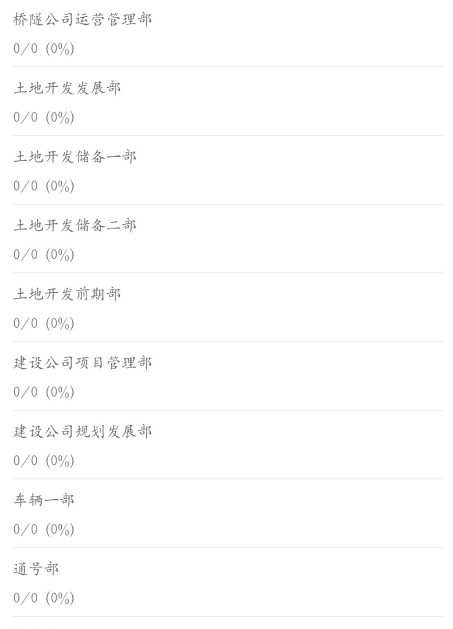 桥隧公司运营管理部
0/0 (0%)
土地开发发展部
0/0 (0%)
土地开发储备一部
0/0 (0%)
土地开发储备二部
0/0 (0%)
土地开发前期部
0/0 (0%)
建设公司项目管理部
0/0 (0%)
建设公司规划发展部
0/0 (0%)
车辆一部
0/0 (0%)
通号部
0/0 (0%)